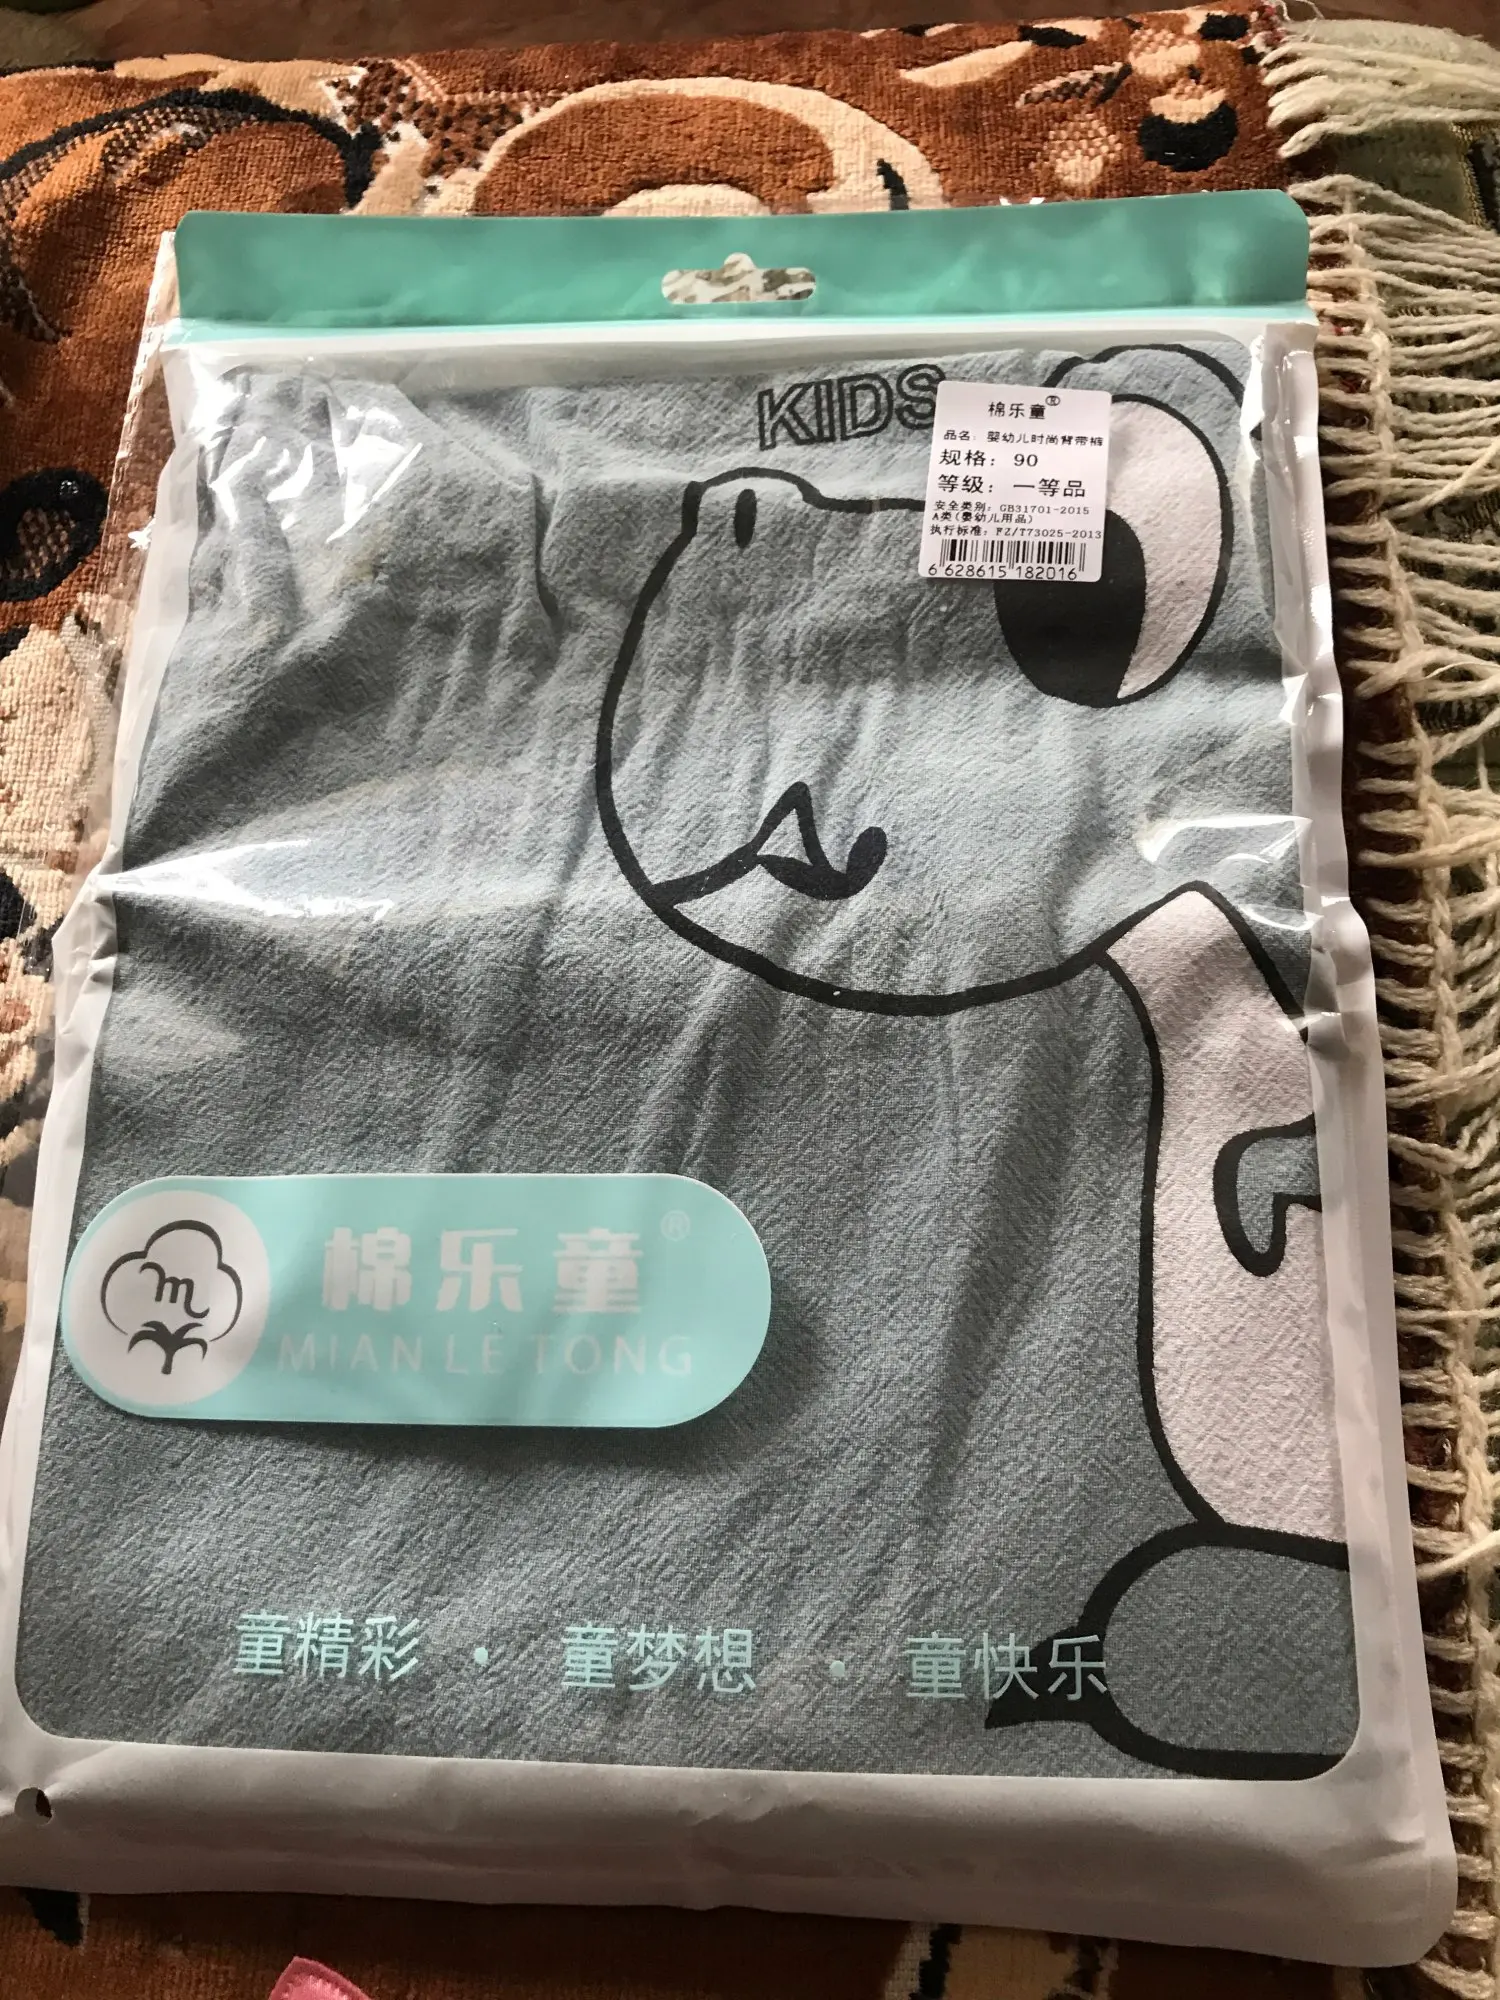 KIDS
棉乐童®
品名：婴幼儿时尚背带裤
规格：90
等级：一等品
安全类别：GB31701-2015
A类(婴幼儿用品)
执行标准：FZ/T73025-2013
6 628615 182016
m
棉乐童®
MIAN LE TONG
童精彩 · 童梦想 · 童快乐